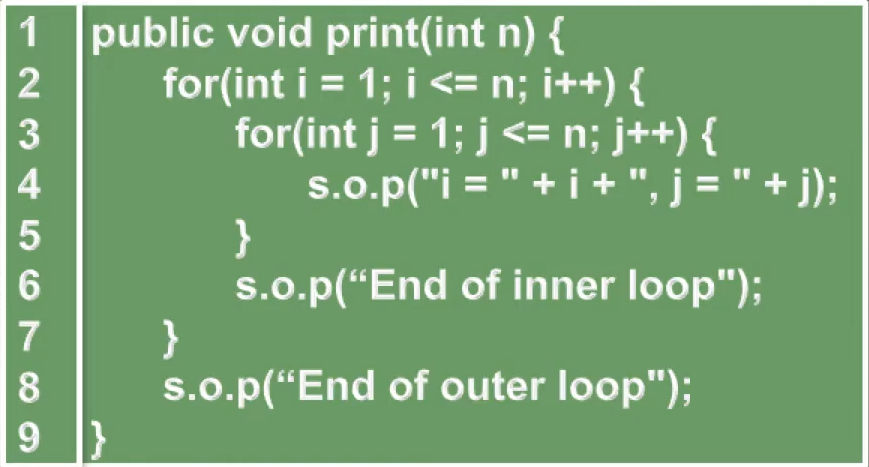 1 public void print(int n) {
2 for(int i = 1; i <= n; i++) {
3 for(int j = 1; j <= n; j++) {
4 s.o.p("i = " + i + ", j = " + j);
5 }
6 s.o.p(“End of inner loop");
7 }
8 s.o.p(“End of outer loop");
9 }